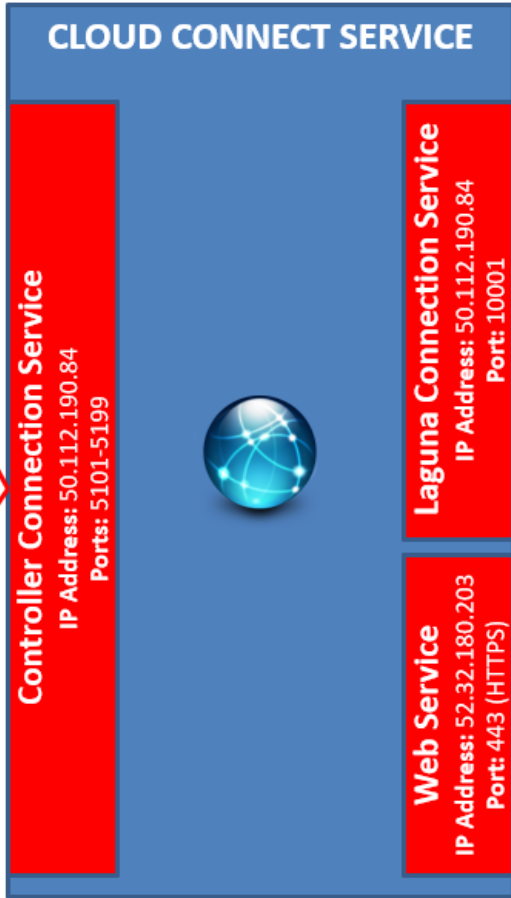 CLOUD CONNECT SERVICE
Controller Connection Service
IP Address: 50.112.190.84
Ports: 5101-5199
Laguna Connection Service
IP Address: 50.112.190.84
Port: 10001
Web Service
IP Address: 52.32.180.203
Port: 443 (HTTPS)